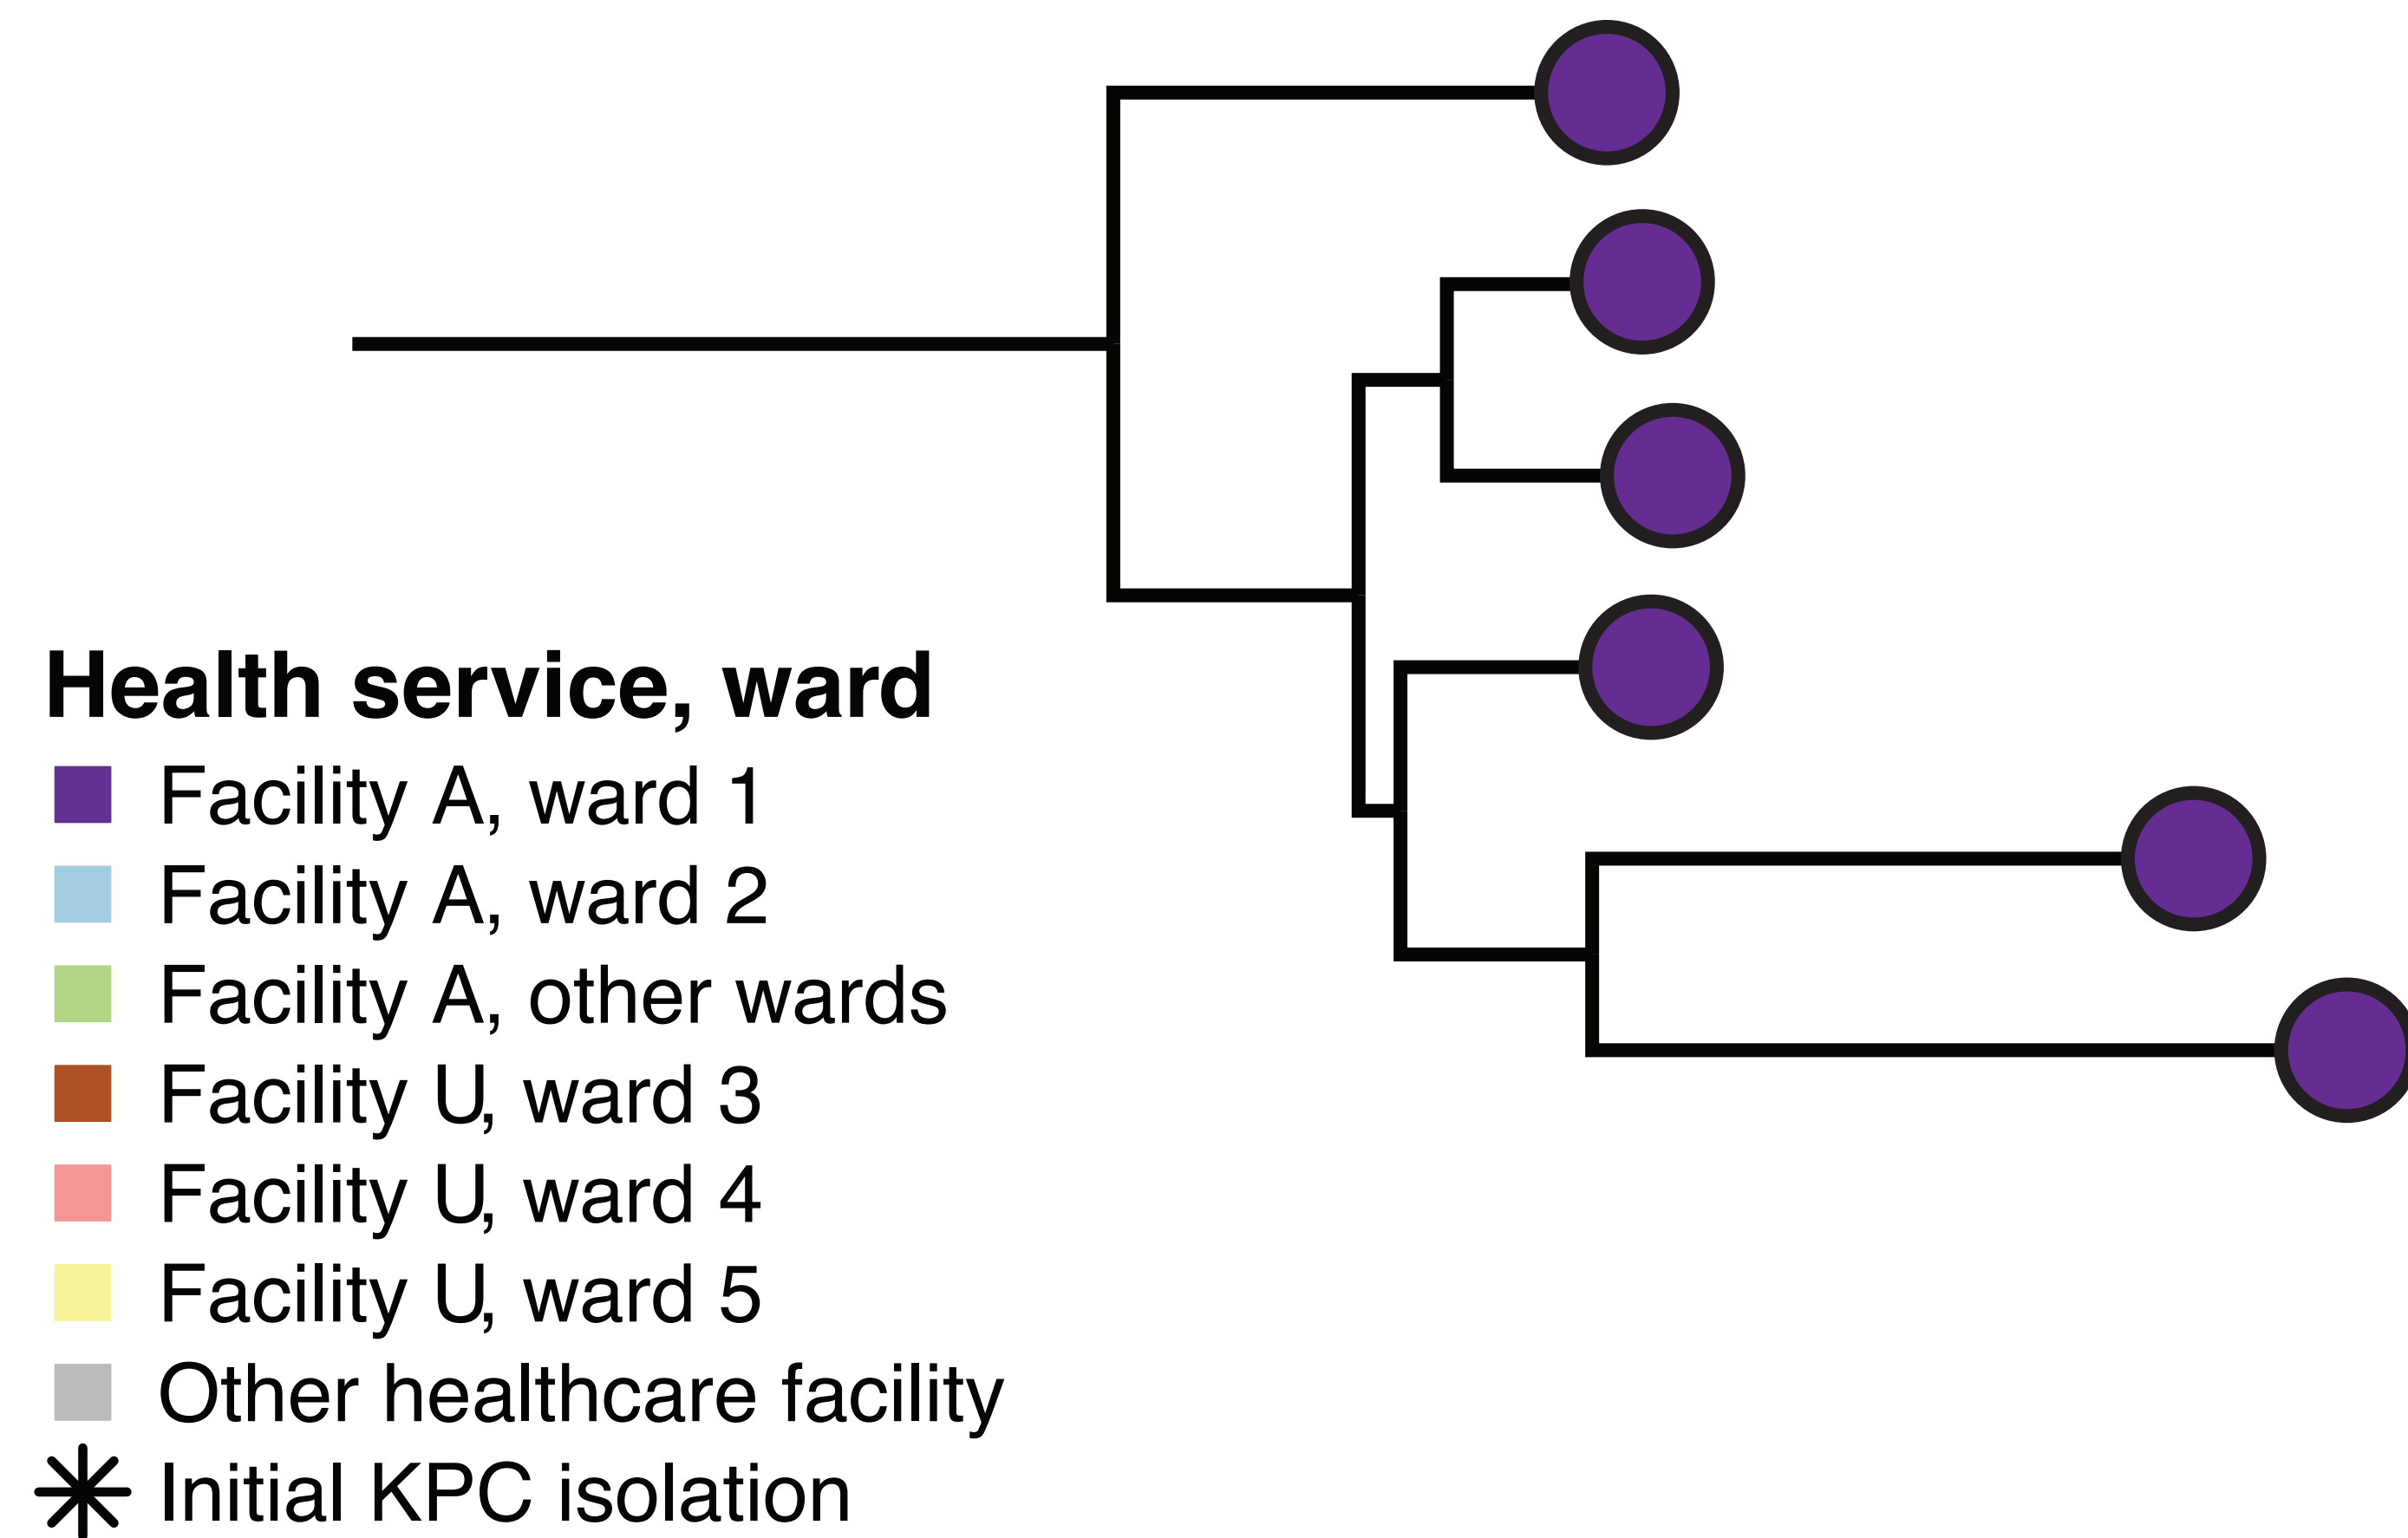 Health service, ward
Facility A, ward 1
Facility A, ward 2
Facility A, other wards
Facility U, ward 3
Facility U, ward 4
Facility U, ward 5
Other healthcare facility
Initial KPC isolation